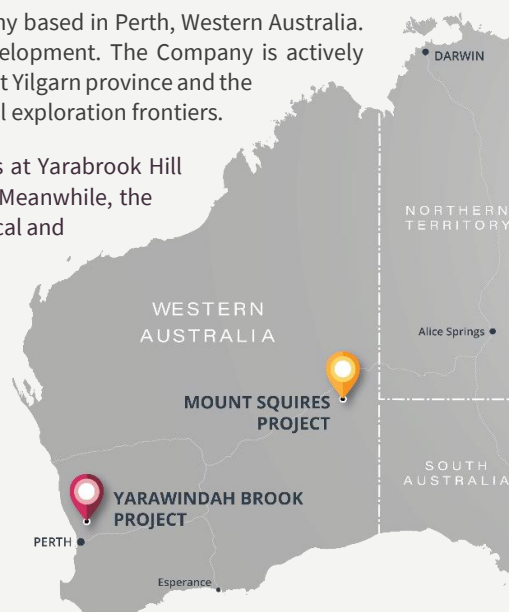 ny based in Perth, Western Australia.
elopment. The Company is actively
t Yilgarn province and the
l exploration frontiers.
s at Yarabrook Hill
Meanwhile, the
cal and
DARWIN
NORTHERN
TERRITORY
WESTERN
AUSTRALIA
Alice Springs
MOUNT SQUIRES
PROJECT
SOUTH
AUSTRALIA
YARAWINDAH BROOK
PROJECT
PERTH
Esperance